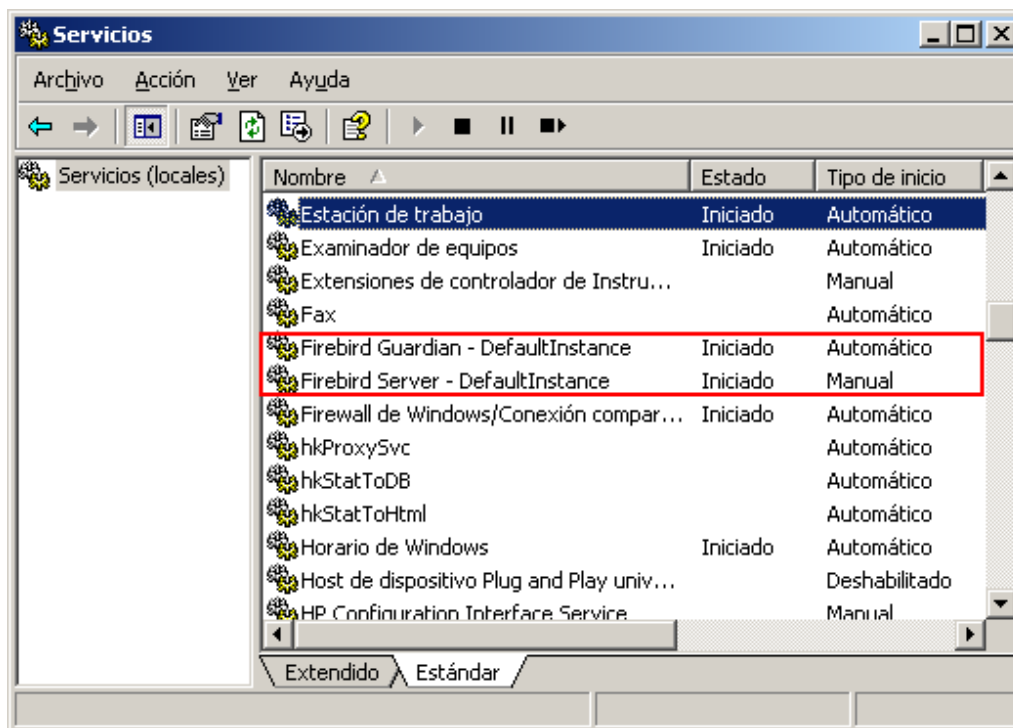 Servicios
Archivo Acción Ver Ayuda
Servicios (locales)
Nombre Estado Tipo de inicio
Estación de trabajo Iniciado Automático
Examinador de equipos Iniciado Automático
Extensiones de controlador de Instru... Manual
Fax Automático
Firebird Guardian - DefaultInstance Iniciado Automático
Firebird Server - DefaultInstance Iniciado Manual
Firewall de Windows/Conexión compar... Iniciado Automático
hkProxySvc Automático
hkStatToDB Automático
hkStatToHtml Automático
Horario de Windows Iniciado Automático
Host de dispositivo Plug and Play univ... Deshabilitado
HP Configuration Interface Service Manual
Extendido Estándar